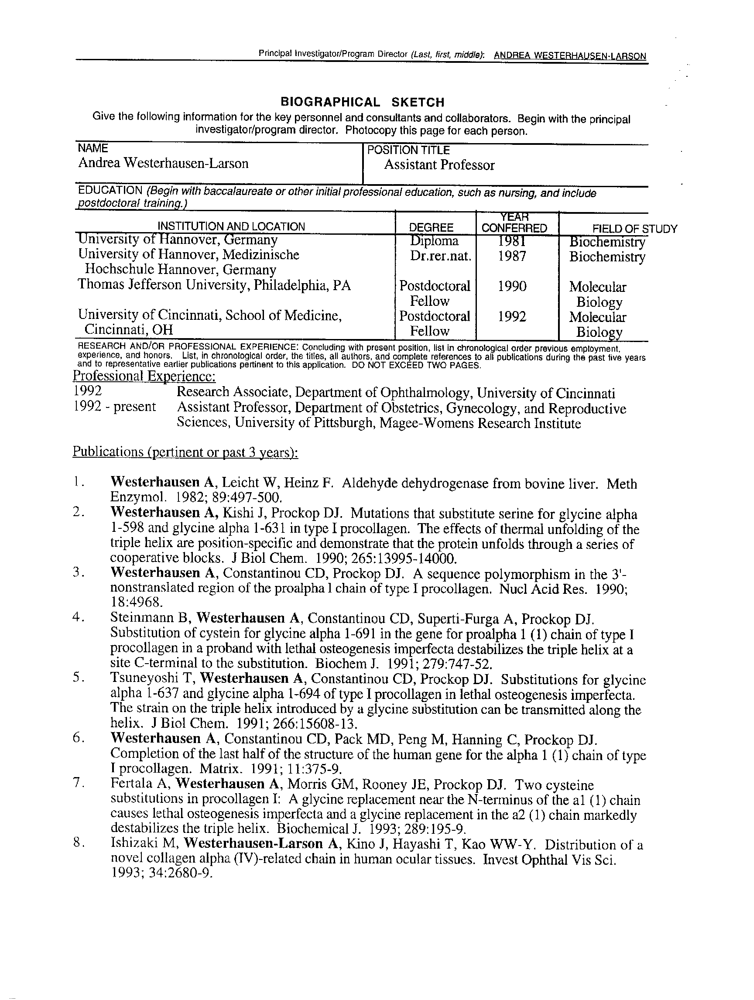 Principal Investigator/Program Director (Last, first, middle): ANDREA WESTERHAUSEN-LARSON
BIOGRAPHICAL SKETCH
Give the following information for the key personnel and consultants and collaborators. Begin with the principal
investigator/program director. Photocopy this page for each person.
NAME
POSITION TITLE
Andrea Westerhausen-Larson
Assistant Professor
EDUCATION (Begin with baccalaureate or other initial professional education, such as nursing, and include
postdoctoral training.)
INSTITUTION AND LOCATION DEGREE YEAR CONFERRED FIELD OF STUDY
University of Hannover, Germany Diploma 1981 Biochemistry
University of Hannover, Medizinische Dr.rer.nat. 1987 Biochemistry
Hochschule Hannover, Germany
Thomas Jefferson University, Philadelphia, PA Postdoctoral 1990 Molecular
Fellow Biology
University of Cincinnati, School of Medicine, Postdoctoral 1992 Molecular
Cincinnati, OH Fellow Biology
RESEARCH AND/OR PROFESSIONAL EXPERIENCE: Concluding with present position, list in chronological order previous employment,
experience, and honors. List, in chronological order, the titles, all authors, and complete references to all publications during the past five years
and to representative earlier publications pertinent to this application. DO NOT EXCEED TWO PAGES.
Professional Experience:
1992 Research Associate, Department of Ophthalmology, University of Cincinnati
1992 - present Assistant Professor, Department of Obstetrics, Gynecology, and Reproductive
Sciences, University of Pittsburgh, Magee-Womens Research Institute
Publications (pertinent or past 3 years):
1. Westerhausen A, Leicht W, Heinz F. Aldehyde dehydrogenase from bovine liver. Meth
Enzymol. 1982; 89:497-500.
2. Westerhausen A, Kishi J, Prockop DJ. Mutations that substitute serine for glycine alpha
1-598 and glycine alpha 1-631 in type I procollagen. The effects of thermal unfolding of the
triple helix are position-specific and demonstrate that the protein unfolds through a series of
cooperative blocks. J Biol Chem. 1990; 265:13995-14000.
3. Westerhausen A, Constantinou CD, Prockop DJ. A sequence polymorphism in the 3'-
nonstranslated region of the proalpha 1 chain of type I procollagen. Nucl Acid Res. 1990;
18:4968.
4. Steinmann B, Westerhausen A, Constantinou CD, Superti-Furga A, Prockop DJ.
Substitution of cystein for glycine alpha 1-691 in the gene for proalpha 1 (1) chain of type I
procollagen in a proband with lethal osteogenesis imperfecta destabilizes the triple helix at a
site C-terminal to the substitution. Biochem J. 1991; 279:747-52.
5. Tsuneyoshi T, Westerhausen A, Constantinou CD, Prockop DJ. Substitutions for glycine
alpha 1-637 and glycine alpha 1-694 of type I procollagen in lethal osteogenesis imperfecta.
The strain on the triple helix introduced by a glycine substitution can be transmitted along the
helix. J Biol Chem. 1991; 266:15608-13.
6. Westerhausen A, Constantinou CD, Pack MD, Peng M, Hanning C, Prockop DJ.
Completion of the last half of the structure of the human gene for the alpha 1 (1) chain of type
I procollagen. Matrix. 1991; 11:375-9.
7. Fertala A, Westerhausen A, Morris GM, Rooney JE, Prockop DJ. Two cysteine
substitutions in procollagen I: A glycine replacement near the N-terminus of the a1 (1) chain
causes lethal osteogenesis imperfecta and a glycine replacement in the a2 (1) chain markedly
destabilizes the triple helix. Biochemical J. 1993; 289:195-9.
8. Ishizaki M, Westerhausen-Larson A, Kino J, Hayashi T, Kao WW-Y. Distribution of a
novel collagen alpha (IV)-related chain in human ocular tissues. Invest Ophthal Vis Sci.
1993; 34:2680-9.